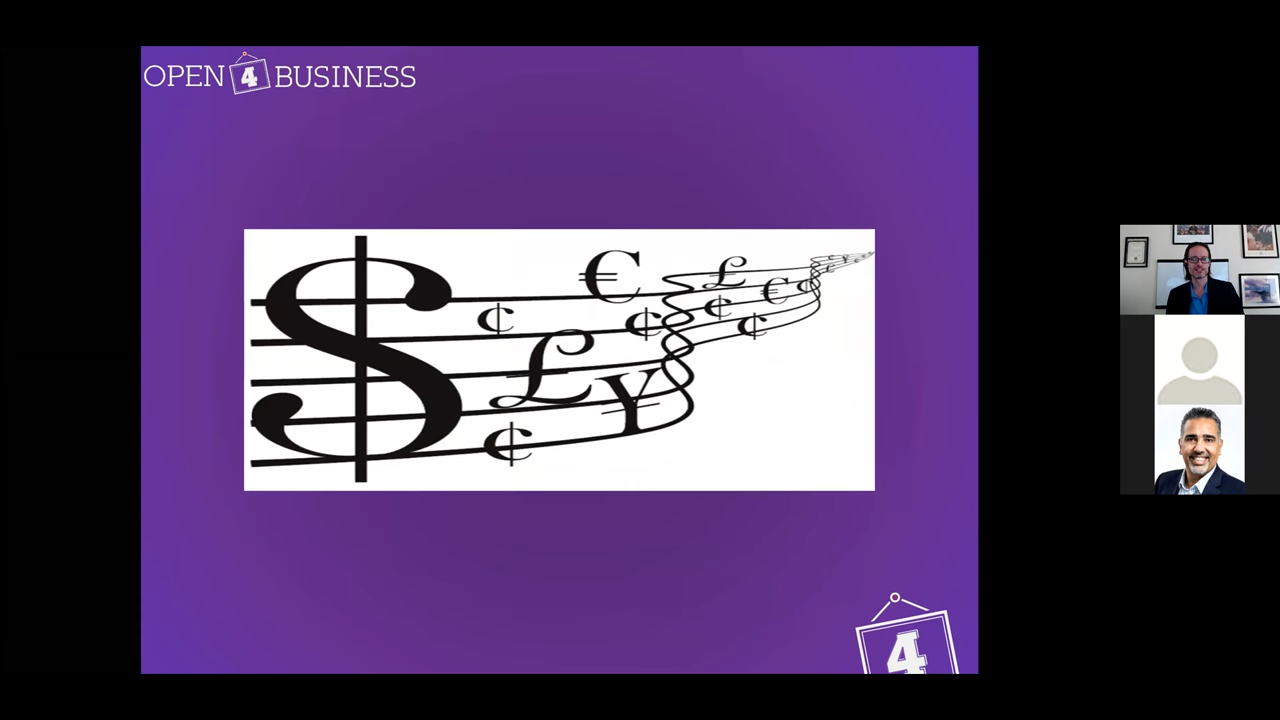 OPEN 4 BUSINESS
$ € £ € ¢
¢ ¢ ¢ ¢
£ ¥
¢
4